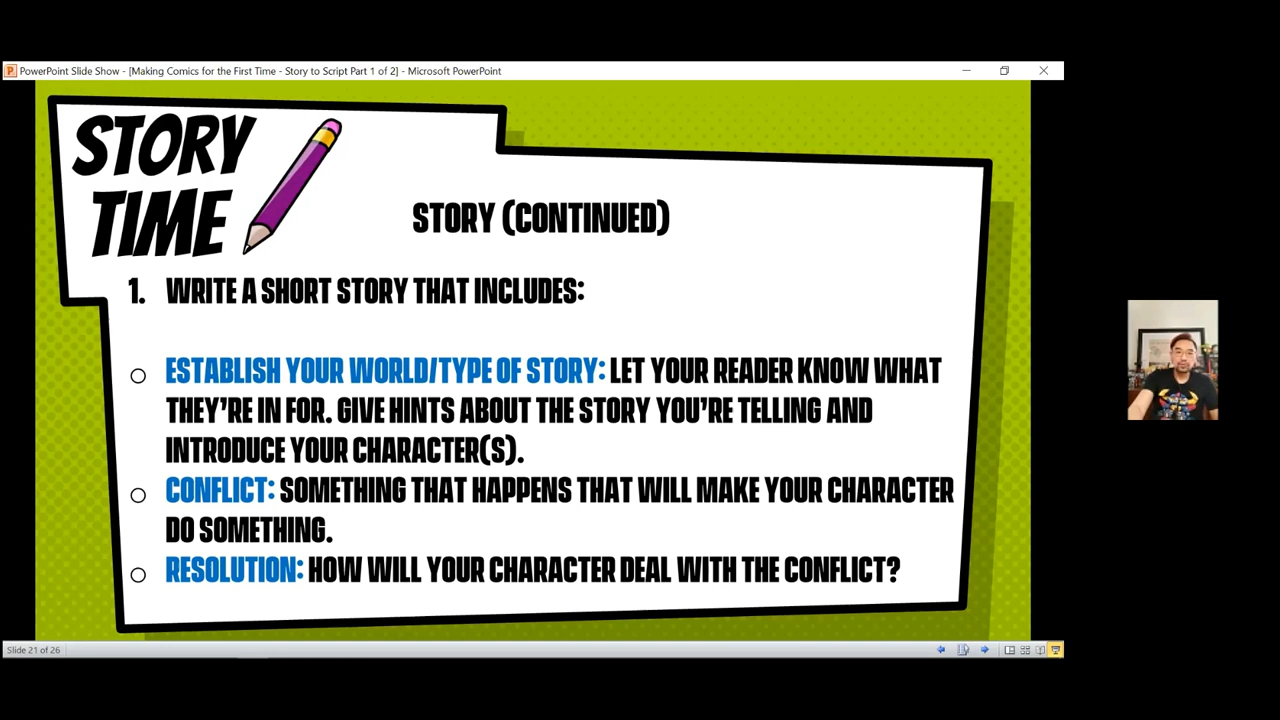 PowerPoint Slide Show - [Making Comics for the First Time - Story to Script Part 1 of 2] - Microsoft PowerPoint
STORY
TIME
STORY (CONTINUED)
1. WRITE A SHORT STORY THAT INCLUDES:
○ ESTABLISH YOUR WORLD/TYPE OF STORY: LET YOUR READER KNOW WHAT
THEY'RE IN FOR. GIVE HINTS ABOUT THE STORY YOU'RE TELLING AND
INTRODUCE YOUR CHARACTER(S).
○ CONFLICT: SOMETHING THAT HAPPENS THAT WILL MAKE YOUR CHARACTER
DO SOMETHING.
○ RESOLUTION: HOW WILL YOUR CHARACTER DEAL WITH THE CONFLICT?
Slide 21 of 26